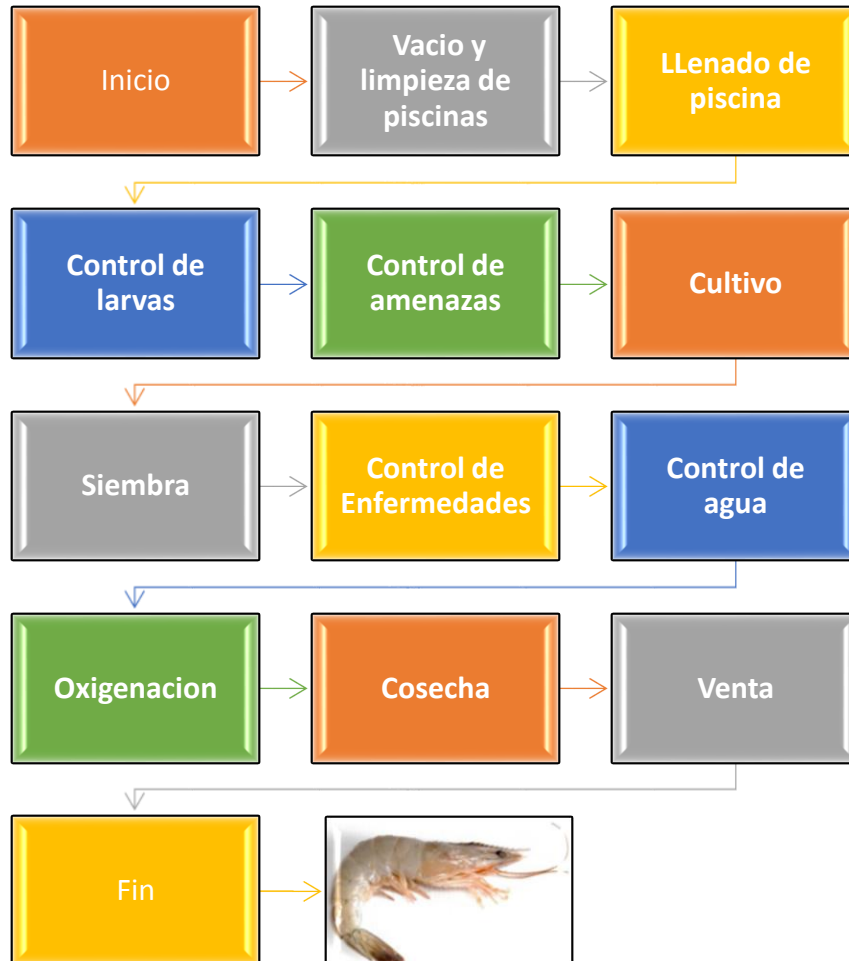 Inicio
Vacio y
limpieza de
piscinas
LLenado de
piscina
Control de
larvas
Control de
amenazas
Cultivo
Siembra
Control de
Enfermedades
Control de
agua
Oxigenacion
Cosecha
Venta
Fin